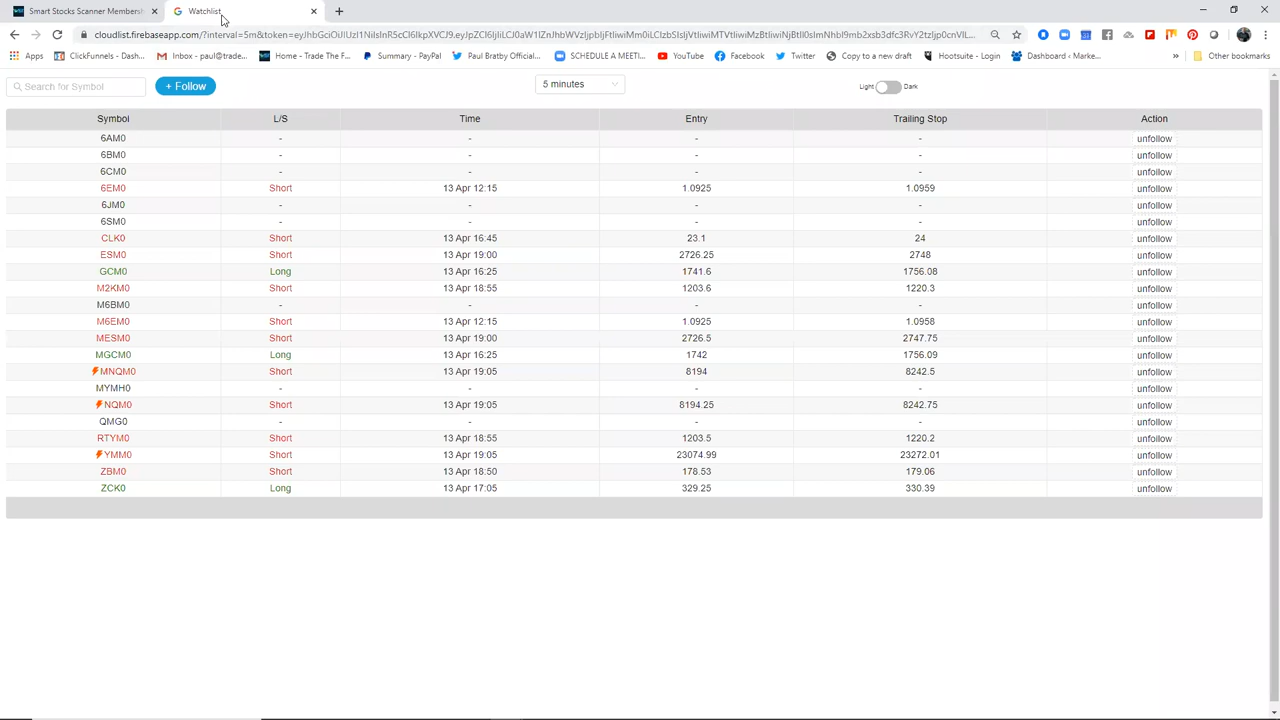 Smart Stocks Scanner Membersh
Watchlist
cloudlist.firebaseapp.com/?interval=5m&token=
Apps
ClickFunnels - Dash...
Inbox - paul@trade...
Home - Trade The F...
Summary - PayPal
Paul Bratby Official...
SCHEDULE A MEETI...
YouTube
Facebook
Twitter
Copy to a new draft
Hootsuite - Login
Dashboard ‹ Marke...
»
Other bookmarks
Search for Symbol
+ Follow
5 minutes
Light
Dark
Symbol L/S Time Entry Trailing Stop Action
6AM0 - - - - unfollow
6BM0 - - - - unfollow
6CM0 - - - - unfollow
6EM0 Short 13 Apr 12:15 1.0925 1.0959 unfollow
6JM0 - - - - unfollow
6SM0 - - - - unfollow
CLK0 Short 13 Apr 16:45 23.1 24 unfollow
ESM0 Short 13 Apr 19:00 2726.25 2748 unfollow
GCM0 Long 13 Apr 16:25 1741.6 1756.08 unfollow
M2KM0 Short 13 Apr 18:55 1203.6 1220.3 unfollow
M6BM0 - - - - unfollow
M6EM0 Short 13 Apr 12:15 1.0925 1.0958 unfollow
MESM0 Short 13 Apr 19:00 2726.5 2747.75 unfollow
MGCM0 Long 13 Apr 16:25 1742 1756.09 unfollow
MNQM0 Short 13 Apr 19:05 8194 8242.5 unfollow
MYMH0 - - - - unfollow
NQM0 Short 13 Apr 19:05 8194.25 8242.75 unfollow
QMG0 - - - - unfollow
RTYM0 Short 13 Apr 18:55 1203.5 1220.2 unfollow
YMM0 Short 13 Apr 19:05 23074.99 23272.01 unfollow
ZBM0 Short 13 Apr 18:50 178.53 179.06 unfollow
ZCK0 Long 13 Apr 17:05 329.25 330.39 unfollow